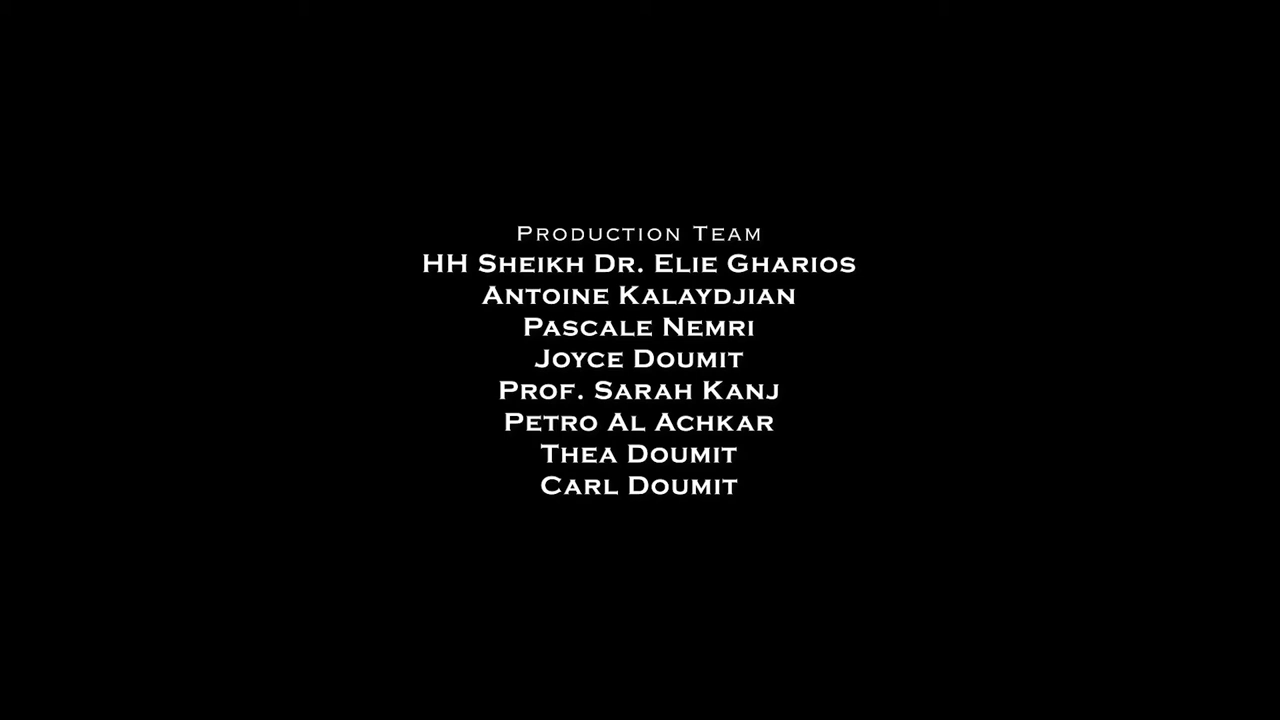 Production Team
HH Sheikh Dr. Elie Gharios
Antoine Kalaydjian
Pascale Nemri
Joyce Doumit
Prof. Sarah Kanj
Petro Al Achkar
Thea Doumit
Carl Doumit